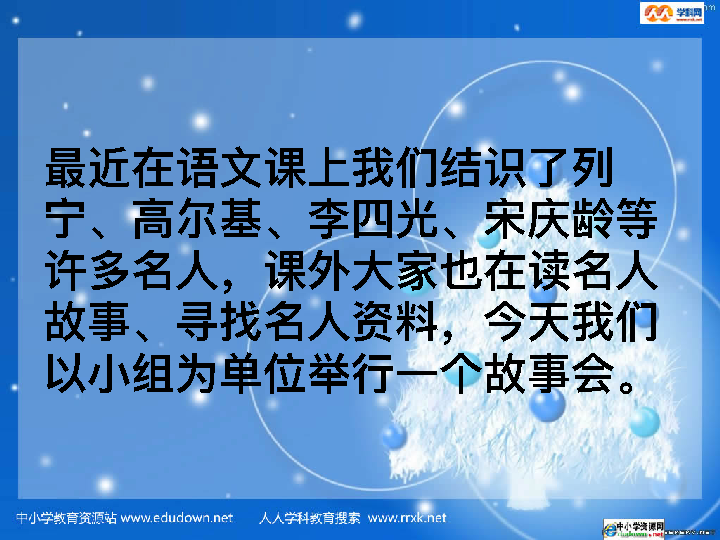 学科网
最近在语文课上我们结识了列
宁、高尔基、李四光、宋庆龄等
许多名人，课外大家也在读名人
故事、寻找名人资料，今天我们
以小组为单位举行一个故事会。
中小学教育资源站 www.edudown.net 人人学科教育搜索 www.rrxk.net
中小学资源网